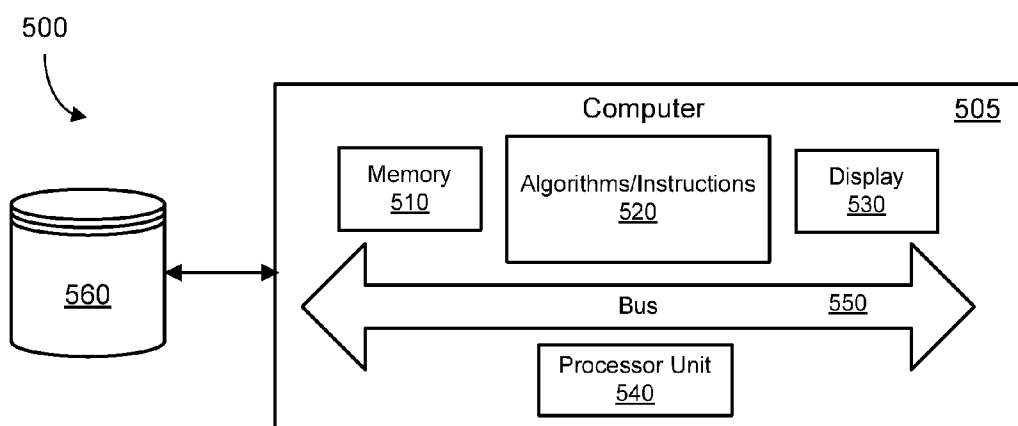 500
Computer
505
Memory
510
Algorithms/Instructions
520
Display
530
560
Bus
550
Processor Unit
540